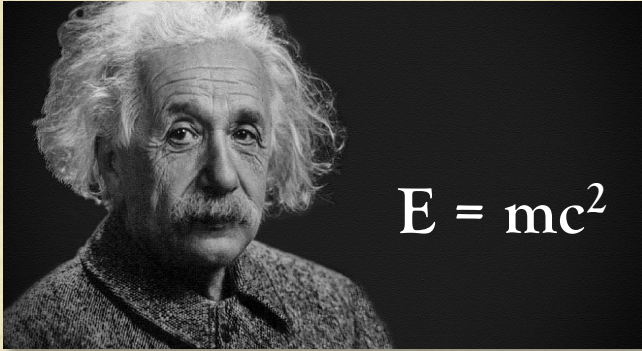 E = mc²